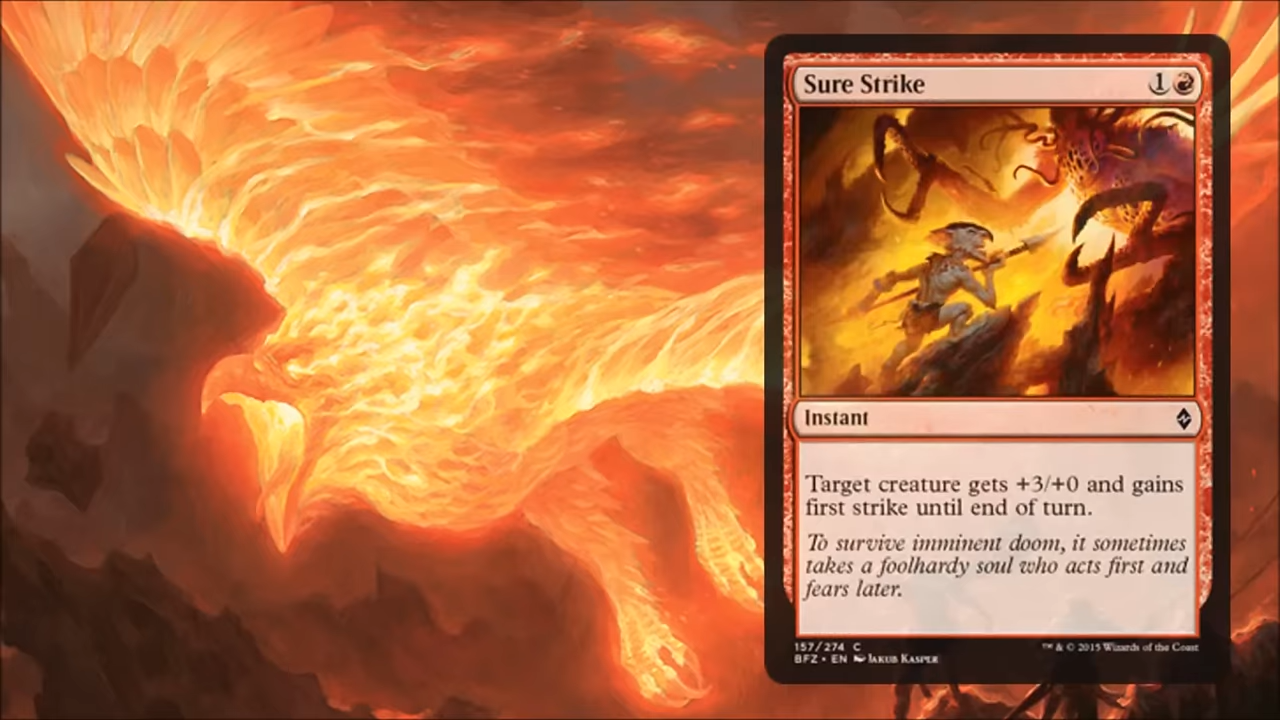 Sure Strike 1
Instant
Target creature gets +3/+0 and gains
first strike until end of turn.
To survive imminent doom, it sometimes
takes a foolhardy soul who acts first and
fears later.
157/274 C
BFZ • EN Jakub Kasper
™ & © 2015 Wizards of the Coast